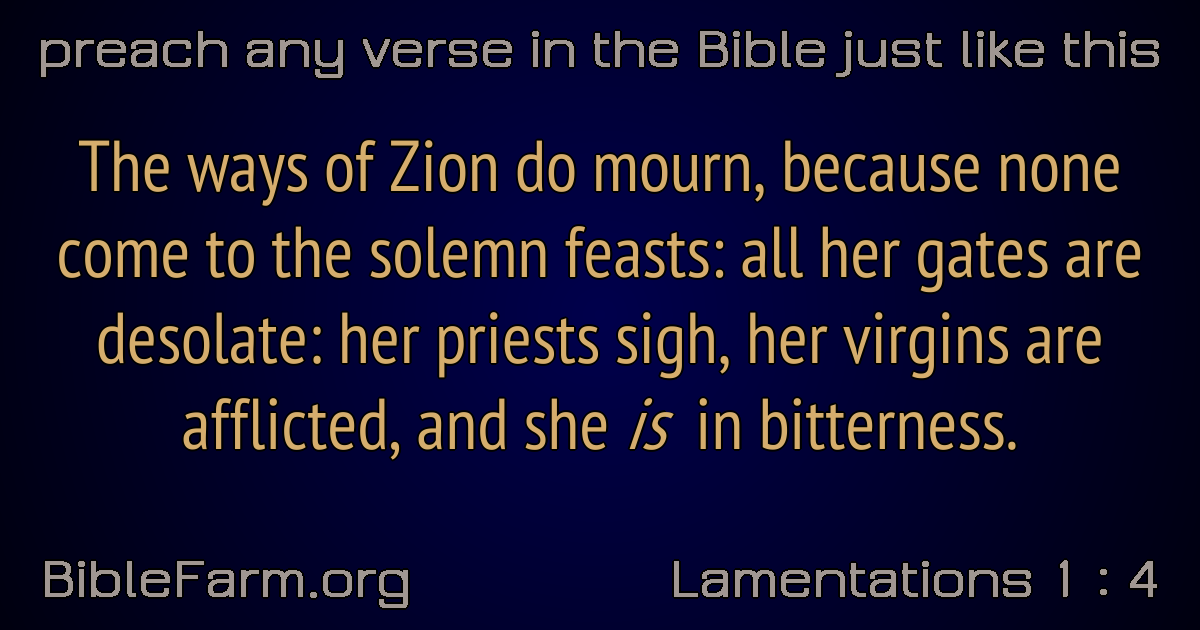 preach any verse in the Bible just like this
The ways of Zion do mourn, because none
come to the solemn feasts: all her gates are
desolate: her priests sigh, her virgins are
afflicted, and she is in bitterness.
BibleFarm.org
Lamentations 1 : 4